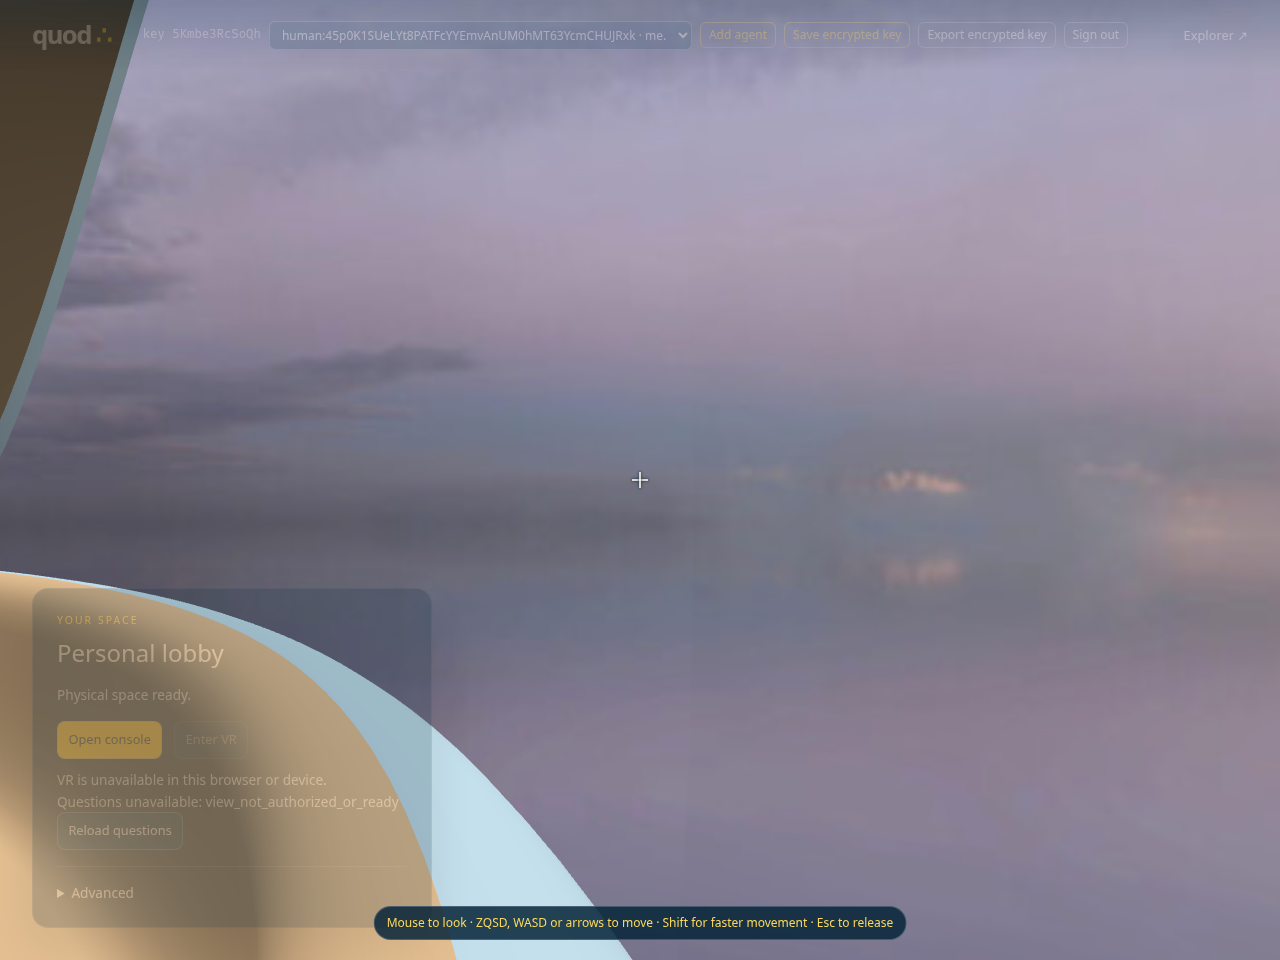 quod
key 5Kmbe3RcSoQh
human:45p0K1SUeLYt8PATFcYYEmvAnUM0hMT63YcmCHUJRxk · me.
Add agent
Save encrypted key
Export encrypted key
Sign out
Explorer ↗
YOUR SPACE
Personal lobby
Physical space ready.
Open console
Enter VR
VR is unavailable in this browser or device.
Questions unavailable: view_not_authorized_or_ready
Reload questions
Advanced
Mouse to look · ZQSD, WASD or arrows to move · Shift for faster movement · Esc to release